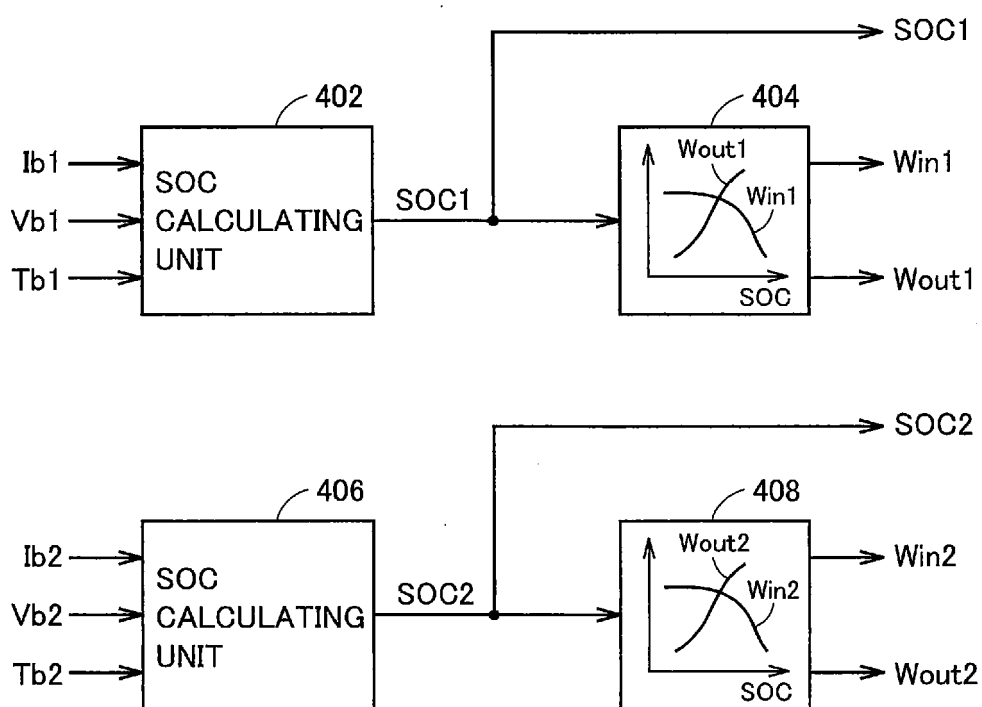 SOC1
402
404
Ib1
Vb1
Tb1
SOC
CALCULATING
UNIT
SOC1
Wout1
Win1
SOC
Win1
Wout1
SOC2
406
408
Ib2
Vb2
Tb2
SOC
CALCULATING
UNIT
SOC2
Wout2
Win2
SOC
Win2
Wout2